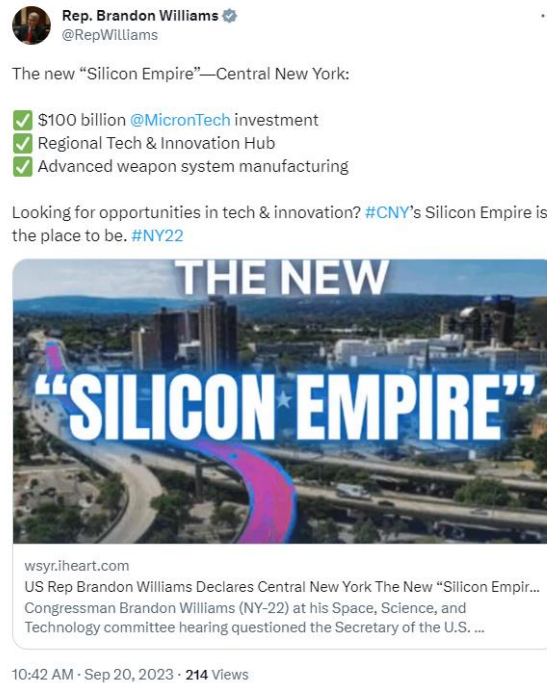 Rep. Brandon Williams
@RepWilliams
The new “Silicon Empire”—Central New York:
✅ $100 billion @MicronTech investment
✅ Regional Tech & Innovation Hub
✅ Advanced weapon system manufacturing
Looking for opportunities in tech & innovation? #CNY’s Silicon Empire is
the place to be. #NY22
THE NEW
“SILICON EMPIRE”
wsyr.iheart.com
US Rep Brandon Williams Declares Central New York The New “Silicon Empir...
Congressman Brandon Williams (NY-22) at his Space, Science, and
Technology committee hearing questioned the Secretary of the U.S. ...
10:42 AM · Sep 20, 2023 · 214 Views